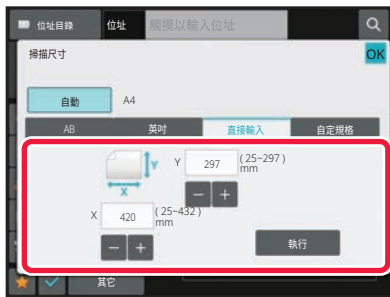 位址目錄 位址 觸摸以輸入位址
掃描尺寸 OK
自動 A4
AB 英吋 直接輸入 自定規格
Y 297 (25~297) mm
Y
X
− +
X 420 (25~432) mm
− +
執行
其它